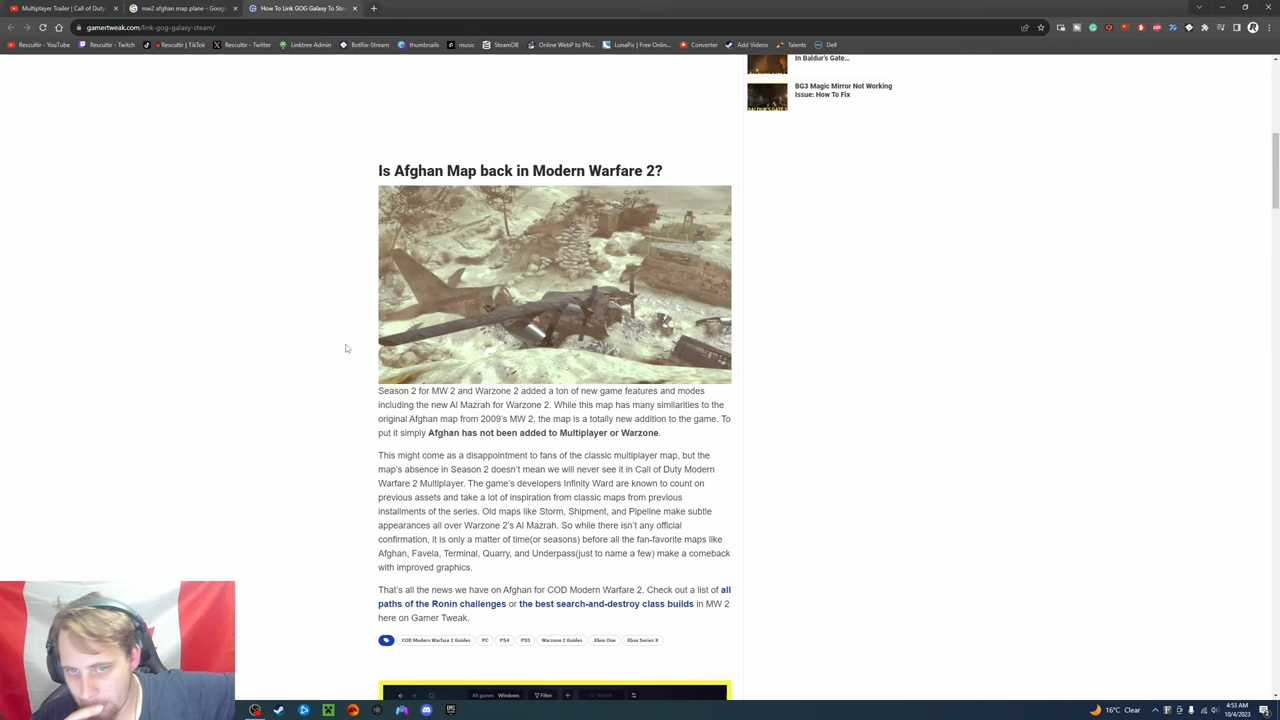 Multiplayer Trailer | Call of Duty
mw2 afghan map plane - Goog
How To Link GOG Galaxy To Ste
gamertweak.com/link-gog-galaxy-steam/
Rescultir - YouTube
Rescultir - Twitch
Rescultir | TikTok
Rescultir - Twitter
Linktree Admin
BotRix-Stream
thumbnails
music
SteamDB
Online WebP to PN...
LunaPic | Free Onlin...
Converter
Add Videos
Talents
Dell
In Baldur's Gate...
BG3 Magic Mirror Not Working
Issue: How To Fix
Is Afghan Map back in Modern Warfare 2?
Season 2 for MW 2 and Warzone 2 added a ton of new game features and modes
including the new Al Mazrah for Warzone 2. While this map has many similarities to the
original Afghan map from 2009's MW 2, the map is a totally new addition to the game. To
put it simply Afghan has not been added to Multiplayer or Warzone.
This might come as a disappointment to fans of the classic multiplayer map, but the
map's absence in Season 2 doesn't mean we will never see it in Call of Duty Modern
Warfare 2 Multiplayer. The game's developers Infinity Ward are known to count on
previous assets and take a lot of inspiration from classic maps from previous
installments of the series. Old maps like Storm, Shipment, and Pipeline make subtle
appearances all over Warzone 2's Al Mazrah. So while there isn't any official
confirmation, it is only a matter of time(or seasons) before all the fan-favorite maps like
Afghan, Favela, Terminal, Quarry, and Underpass(just to name a few) make a comeback
with improved graphics.
That's all the news we have on Afghan for COD Modern Warfare 2. Check out a list of all
paths of the Ronin challenges or the best search-and-destroy class builds in MW 2
here on Gamer Tweak.
COD Modern Warfare 2 Guides
PC
PS4
PS5
Warzone 2 Guides
Xbox One
Xbox Series X
All games
Windows
Filter
Search
16°C Clear
4:53 AM
10/4/2023